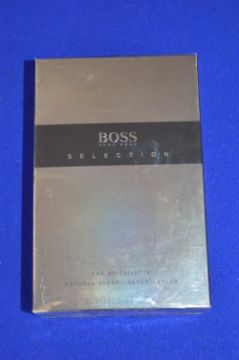 BOSS
HUGO BOSS
SELECTION
EAU DE TOILETTE
NATURAL SPRAY - VAPORISATEUR